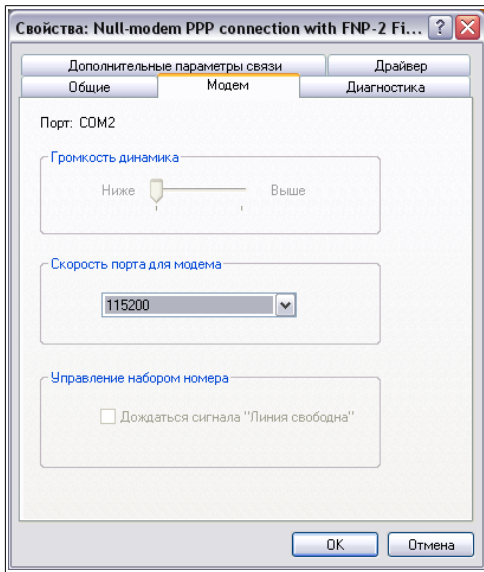 Свойства: Null-modem PPP connection with FNP-2 Fi...
Дополнительные параметры связи
Драйвер
Общие
Модем
Диагностика
Порт: COM2
Громкость динамика
Ниже
Выше
Скорость порта для модема
115200
Управление набором номера
Дождаться сигнала "Линия свободна"
OK
Отмена